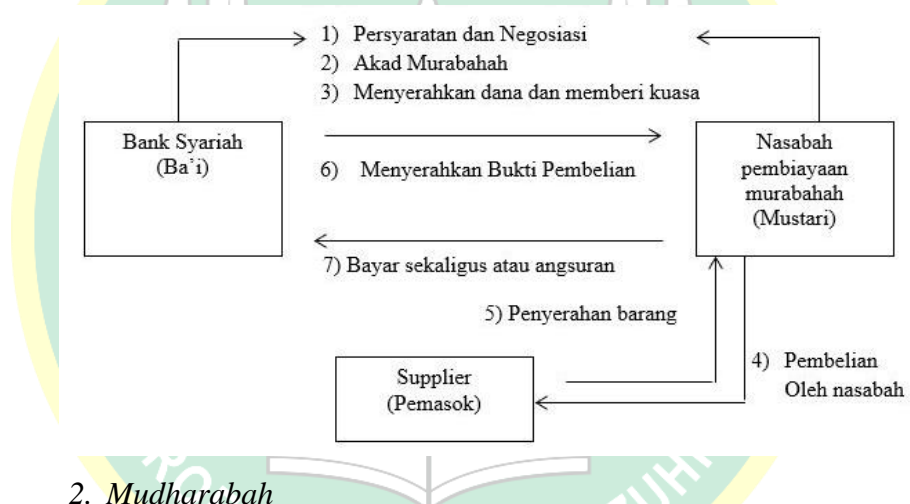 1) Persyaratan dan Negosiasi
2) Akad Murabahah
3) Menyerahkan dana dan memberi kuasa
Bank Syariah
(Ba'i)
Nasabah
pembiayaan
murabahah
(Mustari)
6) Menyerahkan Bukti Pembelian
7) Bayar sekaligus atau angsuran
5) Penyerahan barang
4) Pembelian
Oleh nasabah
Supplier
(Pemasok)
2. Mudharabah